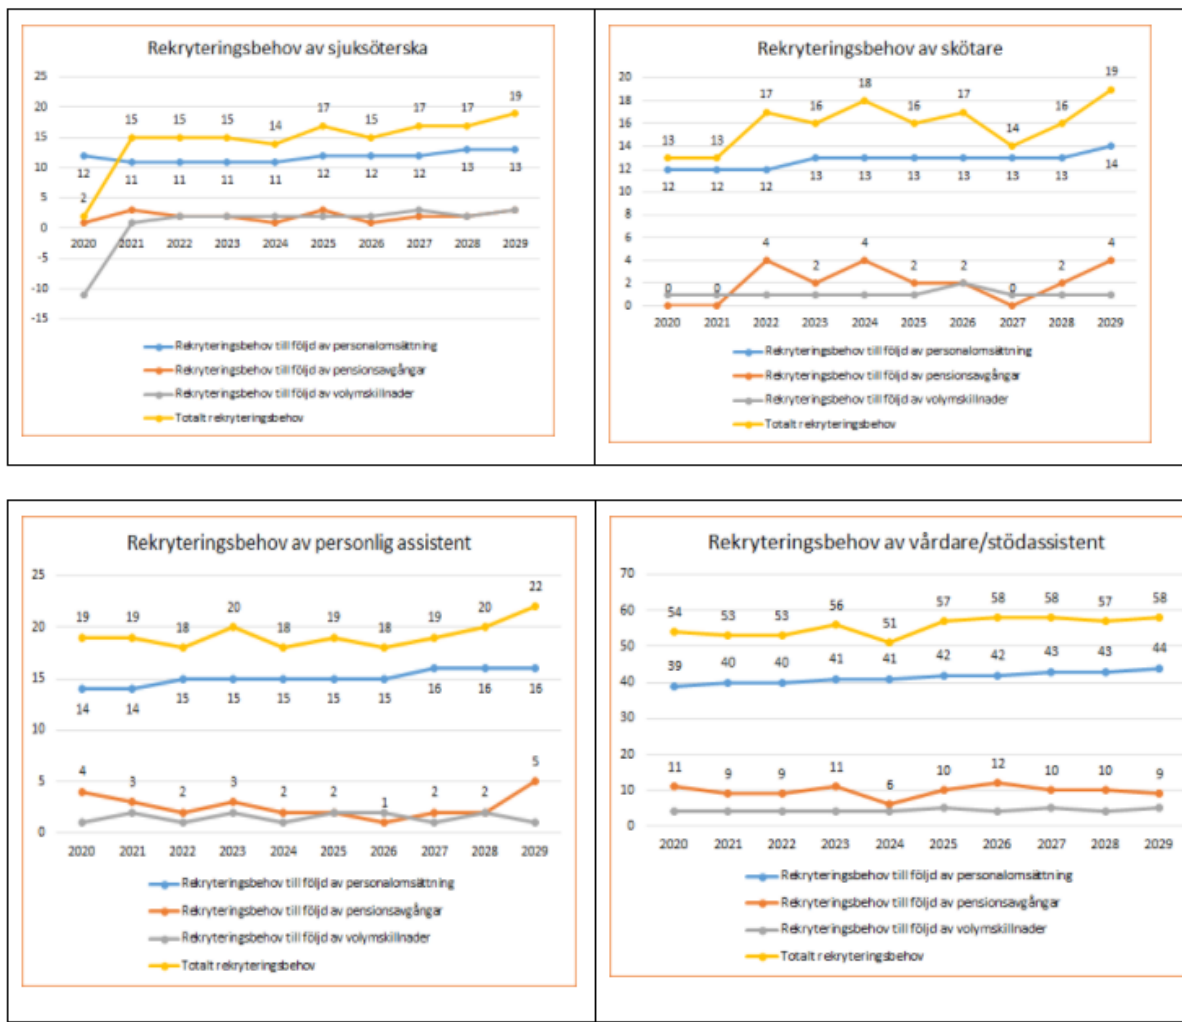 Rekryteringsbehov av sjuksöterska
25
20
15
10
5
0
-5
-10
-15
2 15 15 15 14 17 15 17 17 19
12 11 11 11 11 12 12 12 13 13
2020 2021 2022 2023 2024 2025 2026 2027 2028 2029
Rekryteringsbehov till följd av personalomsättning
Rekryteringsbehov till följd av pensionsavgångar
Rekryteringsbehov till följd av volymskillnader
Totalt rekryteringsbehov
Rekryteringsbehov av skötare
20
18
16
14
12
10
8
6
4
2
0
13 13 17 16 18 16 17 14 16 19
12 12 12 13 13 13 13 13 13 14
0 0 4 2 4 2 2 0 2 4
2020 2021 2022 2023 2024 2025 2026 2027 2028 2029
Rekryteringsbehov till följd av personalomsättning
Rekryteringsbehov till följd av pensionsavgångar
Rekryteringsbehov till följd av volymskillnader
Totalt rekryteringsbehov
Rekryteringsbehov av personlig assistent
25
20
15
10
5
0
19 19 18 20 18 19 18 19 20 22
14 14 15 15 15 15 15 16 16 16
4 3 2 3 2 2 1 2 2 5
2020 2021 2022 2023 2024 2025 2026 2027 2028 2029
Rekryteringsbehov till följd av personalomsättning
Rekryteringsbehov till följd av pensionsavgångar
Rekryteringsbehov till följd av volymskillnader
Totalt rekryteringsbehov
Rekryteringsbehov av vårdare/stödassistent
70
60
50
40
30
20
10
0
54 53 53 56 51 57 58 58 57 58
39 40 40 41 41 42 42 43 43 44
11 9 9 11 6 10 12 10 10 9
2020 2021 2022 2023 2024 2025 2026 2027 2028 2029
Rekryteringsbehov till följd av personalomsättning
Rekryteringsbehov till följd av pensionsavgångar
Rekryteringsbehov till följd av volymskillnader
Totalt rekryteringsbehov